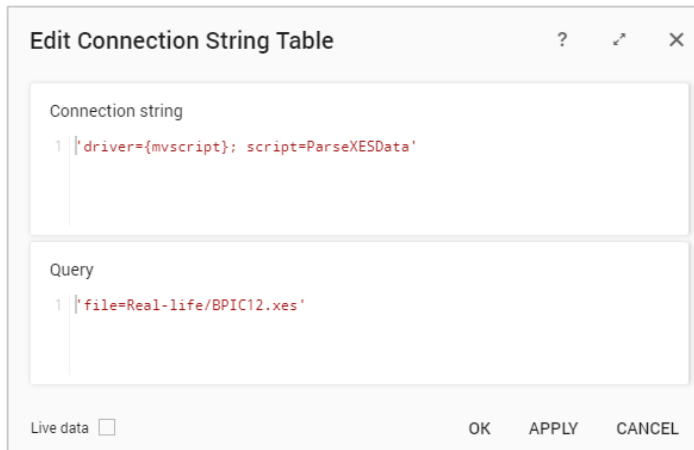 Edit Connection String Table ?
Connection string
1 'driver={mvscript}; script=ParseXESData'
Query
1 'file=Real-life/BPIC12.xes'
Live data OK APPLY CANCEL